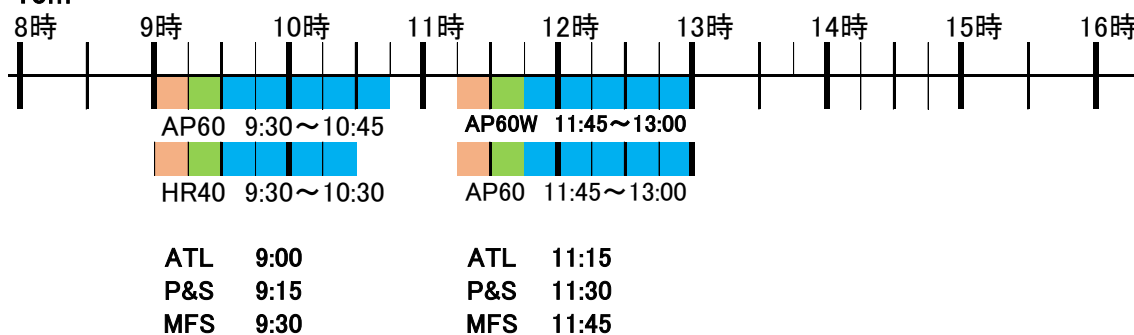 10m
8時 9時 10時 11時 12時 13時 14時 15時 16時
AP60 9:30～10:45 AP60W 11:45～13:00
HR40 9:30～10:30 AP60 11:45～13:00
ATL 9:00 ATL 11:15
P&S 9:15 P&S 11:30
MFS 9:30 MFS 11:45